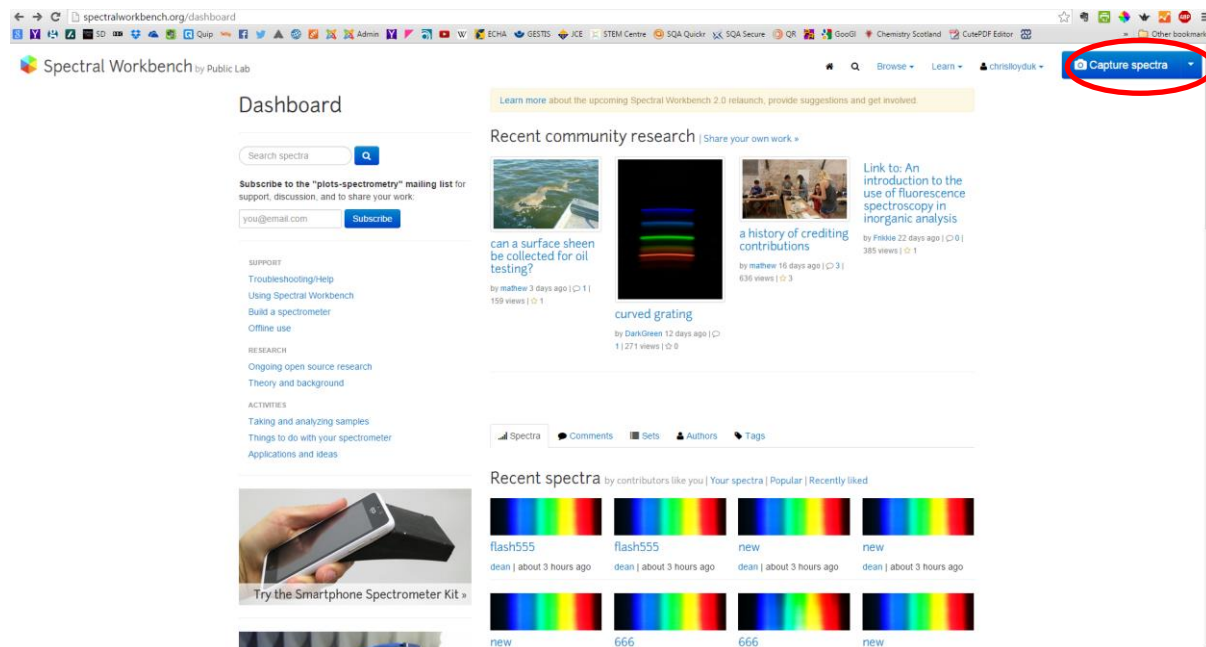 spectralworkbench.org/dashboard
SD Quip Admin ECHA GESTIS JCE STEM Centre SQA Quickr SQA Secure QR GooGl Chemistry Scotland CutePDF Editor » Other bookmark
Spectral Workbench by Public Lab
Browse Learn chrislloyduk Capture spectra
Dashboard
Search spectra
Subscribe to the "plots-spectrometry" mailing list for
support, discussion, and to share your work:
you@email.com Subscribe
SUPPORT
Troubleshooting/Help
Using Spectral Workbench
Build a spectrometer
Offline use
RESEARCH
Ongoing open source research
Theory and background
ACTIVITIES
Taking and analyzing samples
Things to do with your spectrometer
Applications and ideas
Try the Smartphone Spectrometer Kit »
Learn more about the upcoming Spectral Workbench 2.0 relaunch, provide suggestions and get involved.
Recent community research | Share your own work »
can a surface sheen
be collected for oil
testing?
by mathew 3 days ago | 1 |
159 views | 1
curved grating
by DarkGreen 12 days ago |
1 | 271 views | 0
a history of crediting
contributions
by mathew 16 days ago | 3 |
636 views | 3
Link to: An
introduction to the
use of fluorescence
spectroscopy in
inorganic analysis
by Frikkie 22 days ago | 0 |
385 views | 1
Spectra Comments Sets Authors Tags
Recent spectra by contributors like you | Your spectra | Popular | Recently liked
flash555 flash555 new new
dean | about 3 hours ago dean | about 3 hours ago dean | about 3 hours ago dean | about 3 hours ago
new 666 666 new